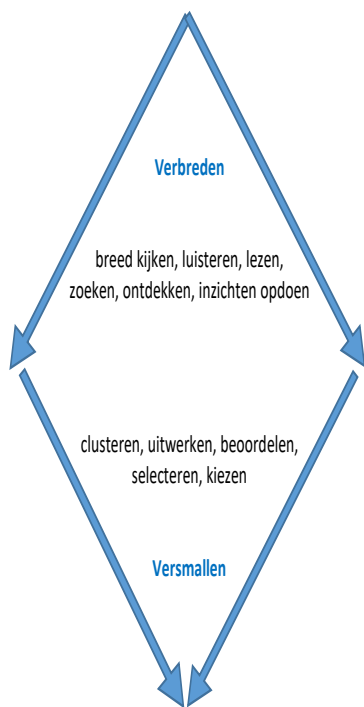 Verbreden
breed kijken, luisteren, lezen,
zoeken, ontdekken, inzichten opdoen
clusteren, uitwerken, beoordelen,
selecteren, kiezen
Versmallen